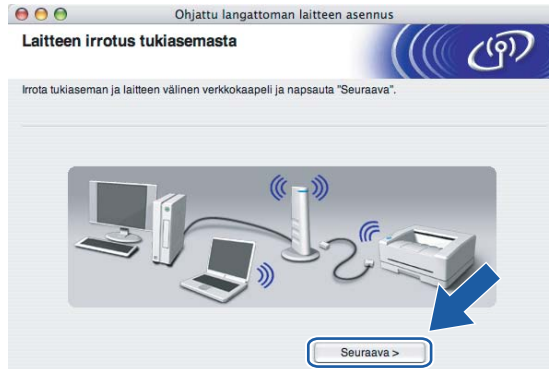 Ohjattu langattoman laitteen asennus
Laitteen irrotus tukiasemasta
Irrota tukiaseman ja laitteen välinen verkkokaapeli ja napsauta "Seuraava".
Seuraava >